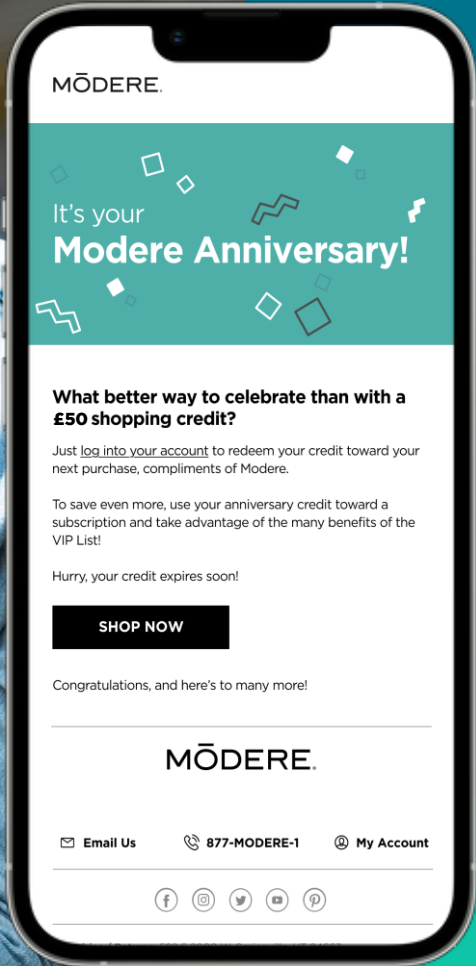 MŌDERE.
It's your
Modere Anniversary!
What better way to celebrate than with a
£50 shopping credit?
Just log into your account to redeem your credit toward your
next purchase, compliments of Modere.
To save even more, use your anniversary credit toward a
subscription and take advantage of the many benefits of the
VIP List!
Hurry, your credit expires soon!
SHOP NOW
Congratulations, and here's to many more!
MŌDERE.
Email Us 877-MODERE-1 My Account